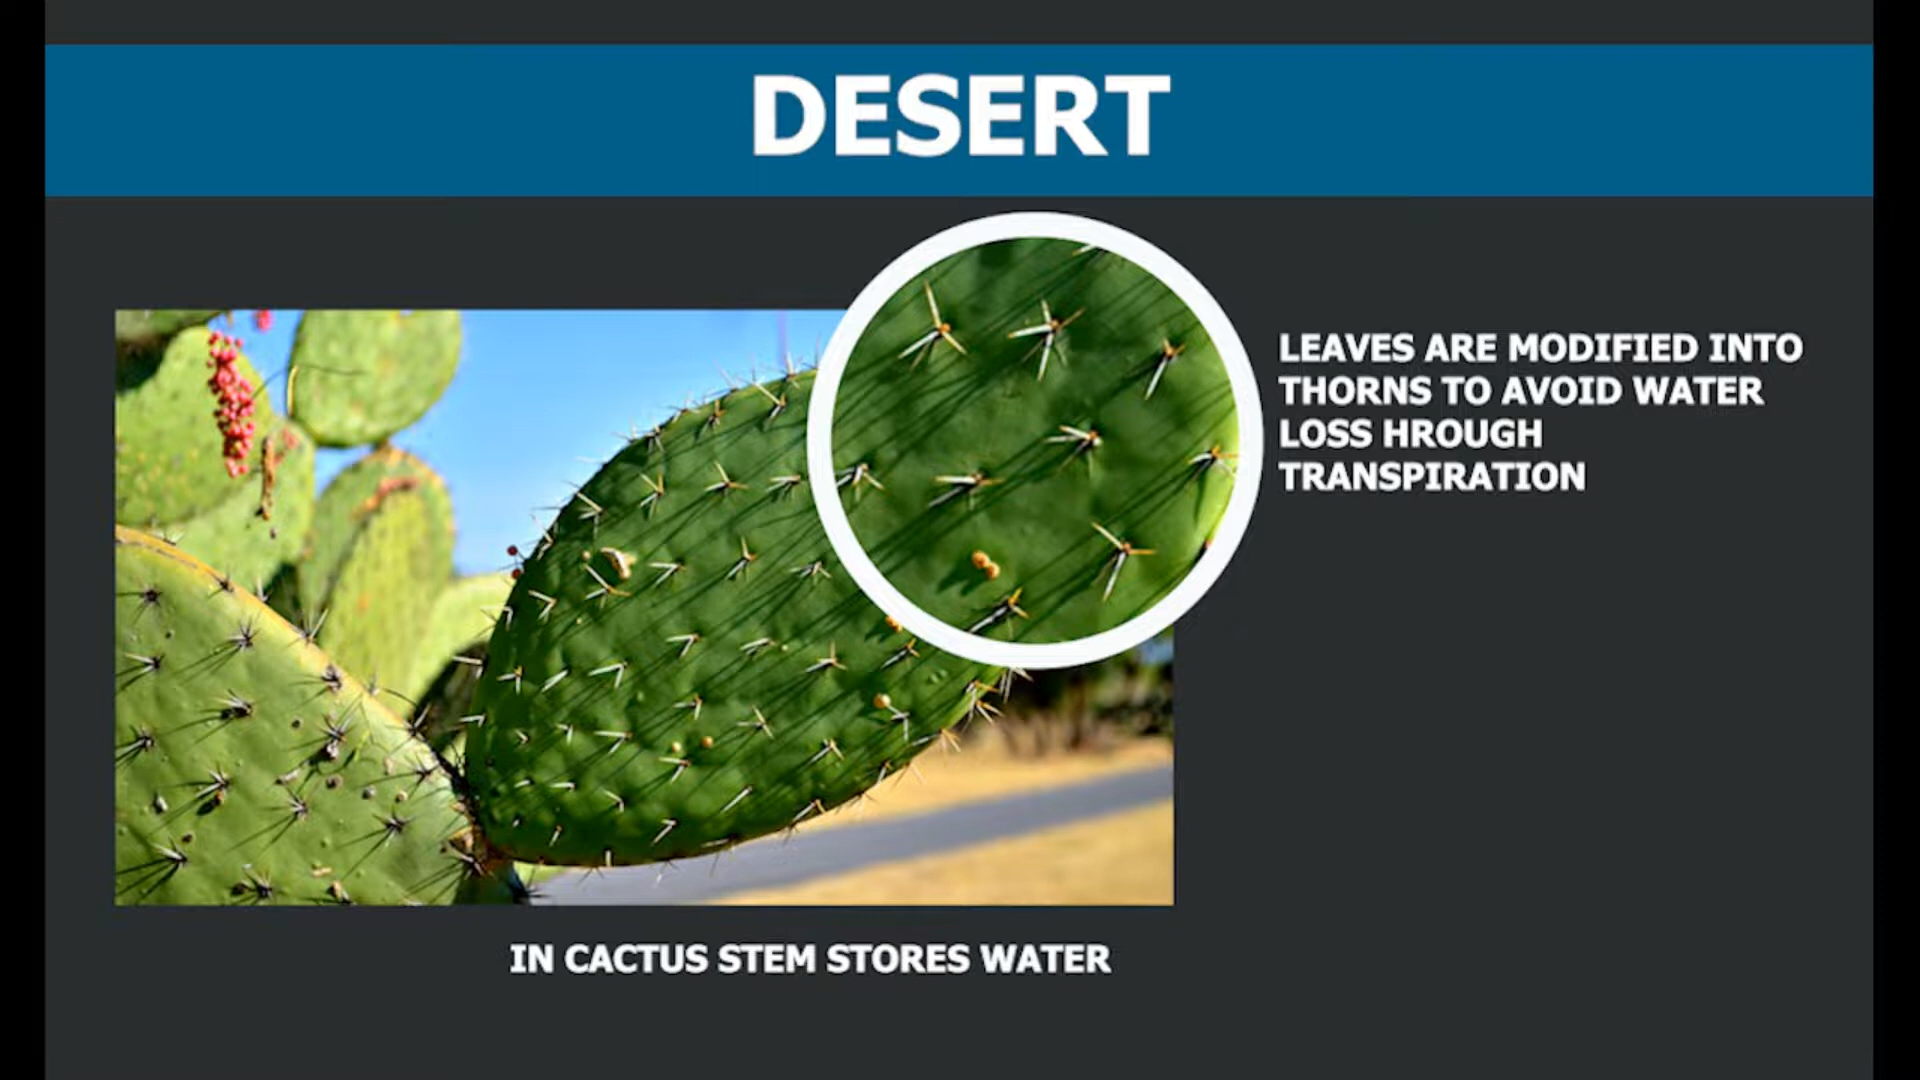 DESERT
LEAVES ARE MODIFIED INTO
THORNS TO AVOID WATER
LOSS HROUGH
TRANSPIRATION
IN CACTUS STEM STORES WATER